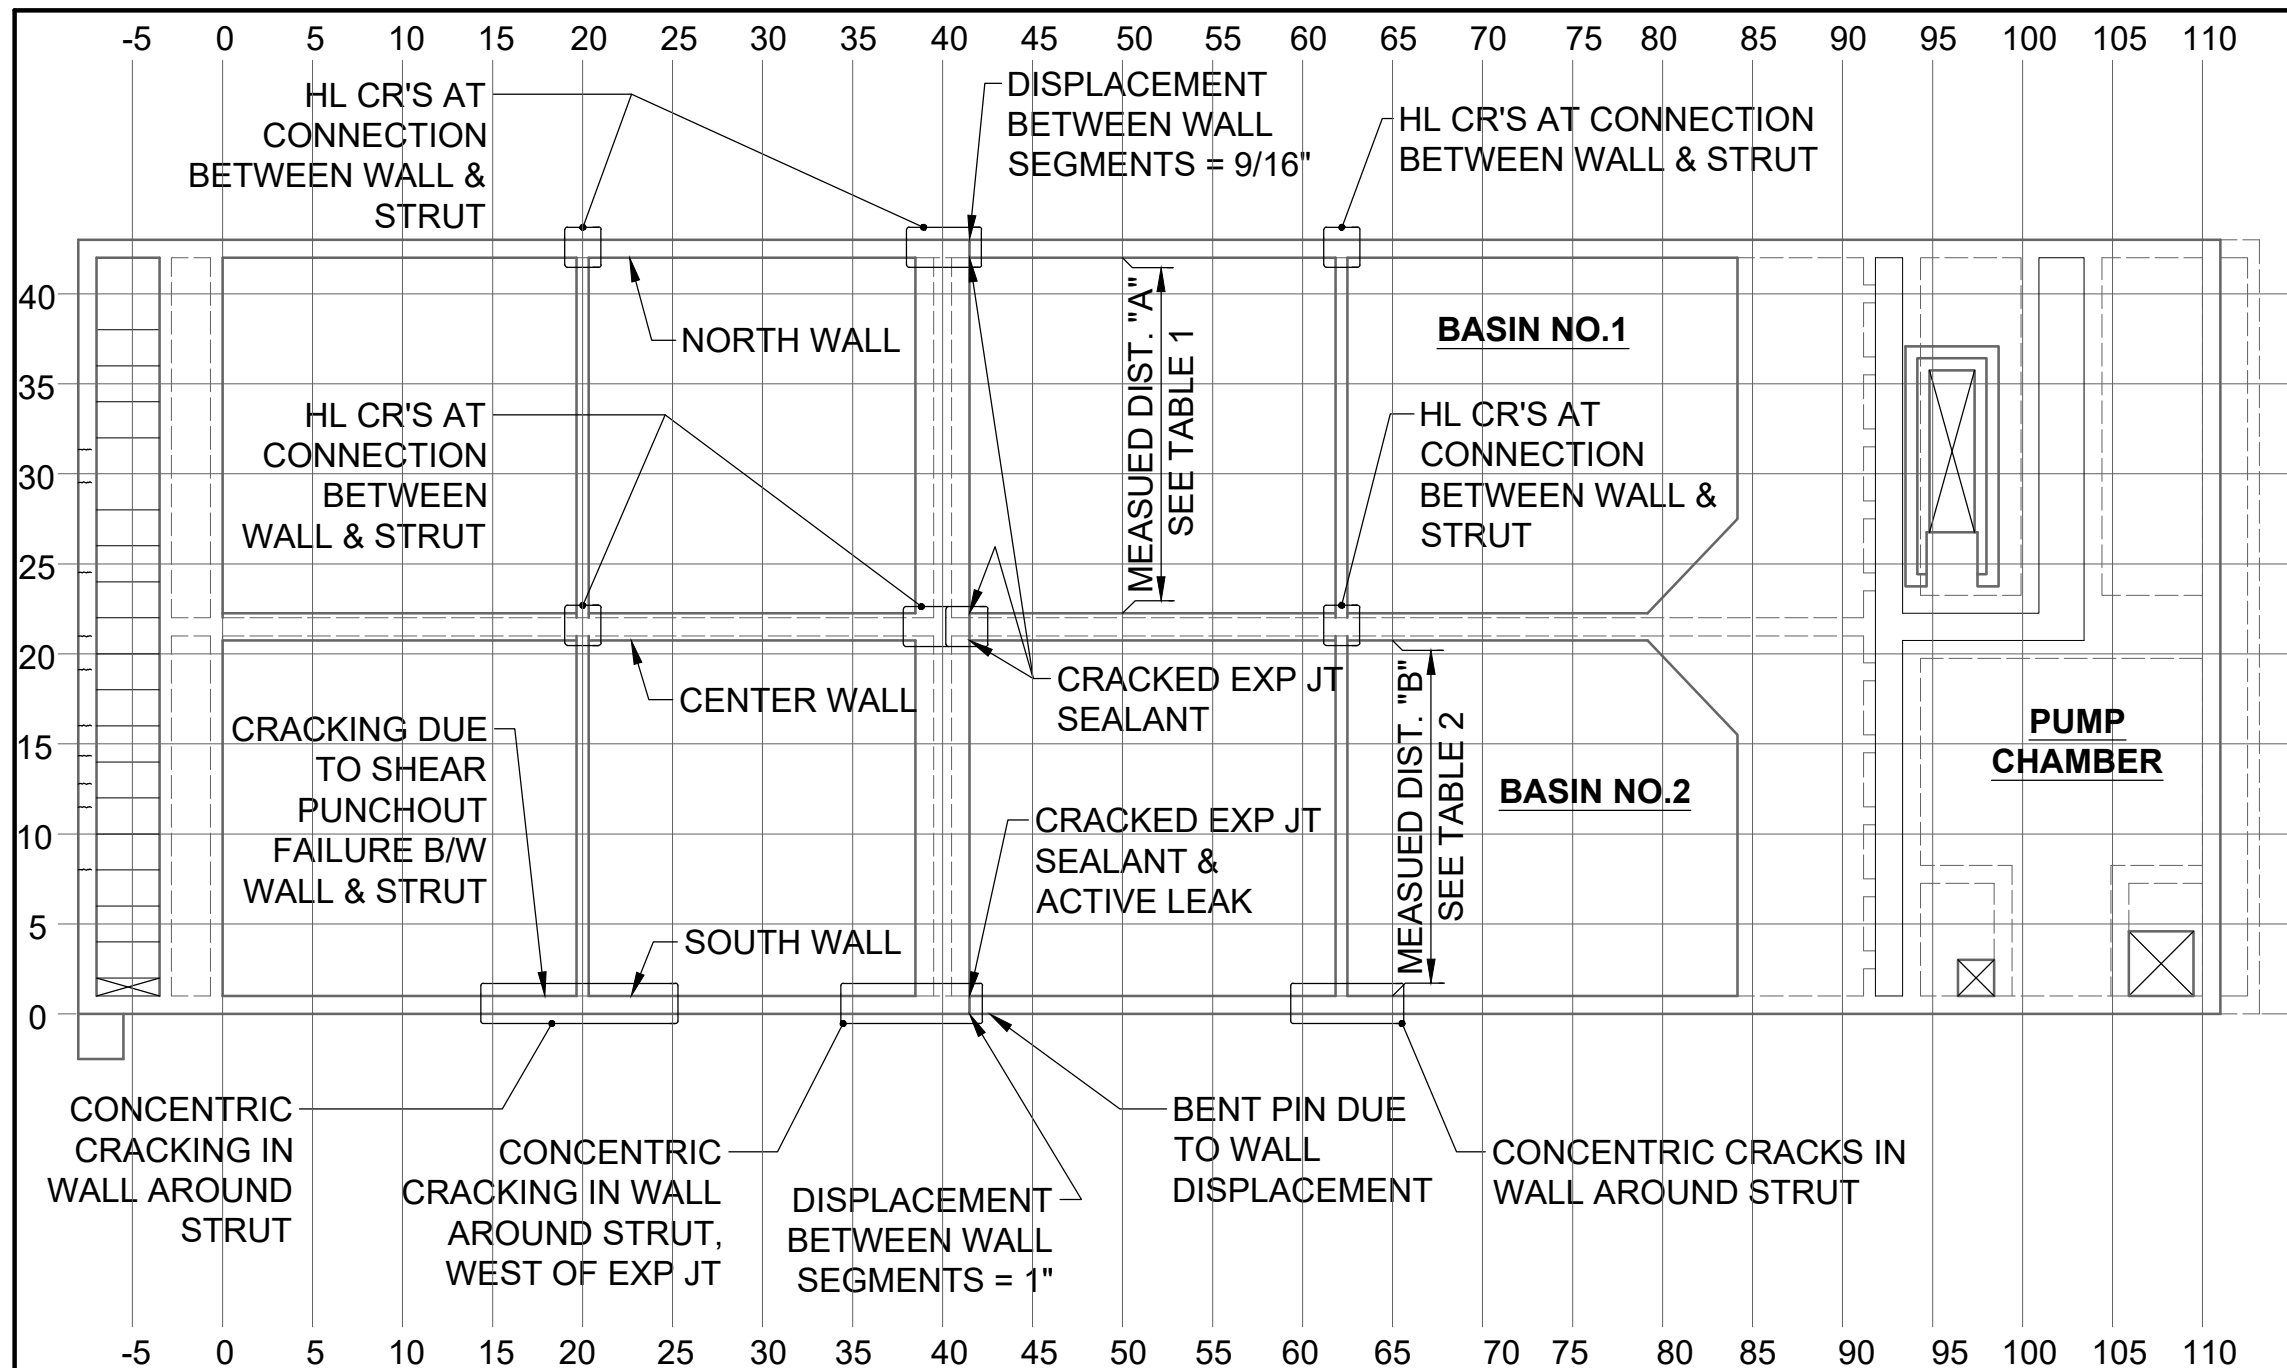 -5 0 5 10 15 20 25 30 35 40 45 50 55 60 65 70 75 80 85 90 95 100 105 110
HL CR'S AT
CONNECTION
BETWEEN WALL &
STRUT
DISPLACEMENT
BETWEEN WALL
SEGMENTS = 9/16"
HL CR'S AT CONNECTION
BETWEEN WALL & STRUT
40
35
30
25
20
15
10
5
0
NORTH WALL
MEASUED DIST. "A"
SEE TABLE 1
BASIN NO.1
HL CR'S AT
CONNECTION
BETWEEN
WALL & STRUT
HL CR'S AT
CONNECTION
BETWEEN WALL &
STRUT
CENTER WALL
CRACKED EXP JT
SEALANT
MEASUED DIST. "B"
SEE TABLE 2
PUMP
CHAMBER
CRACKING DUE
TO SHEAR
PUNCHOUT
FAILURE B/W
WALL & STRUT
BASIN NO.2
CRACKED EXP JT
SEALANT &
ACTIVE LEAK
SOUTH WALL
CONCENTRIC
CRACKING IN
WALL AROUND
STRUT
CONCENTRIC
CRACKING IN WALL
AROUND STRUT,
WEST OF EXP JT
DISPLACEMENT
BETWEEN WALL
SEGMENTS = 1"
BENT PIN DUE
TO WALL
DISPLACEMENT
CONCENTRIC CRACKS IN
WALL AROUND STRUT
-5 0 5 10 15 20 25 30 35 40 45 50 55 60 65 70 75 80 85 90 95 100 105 110